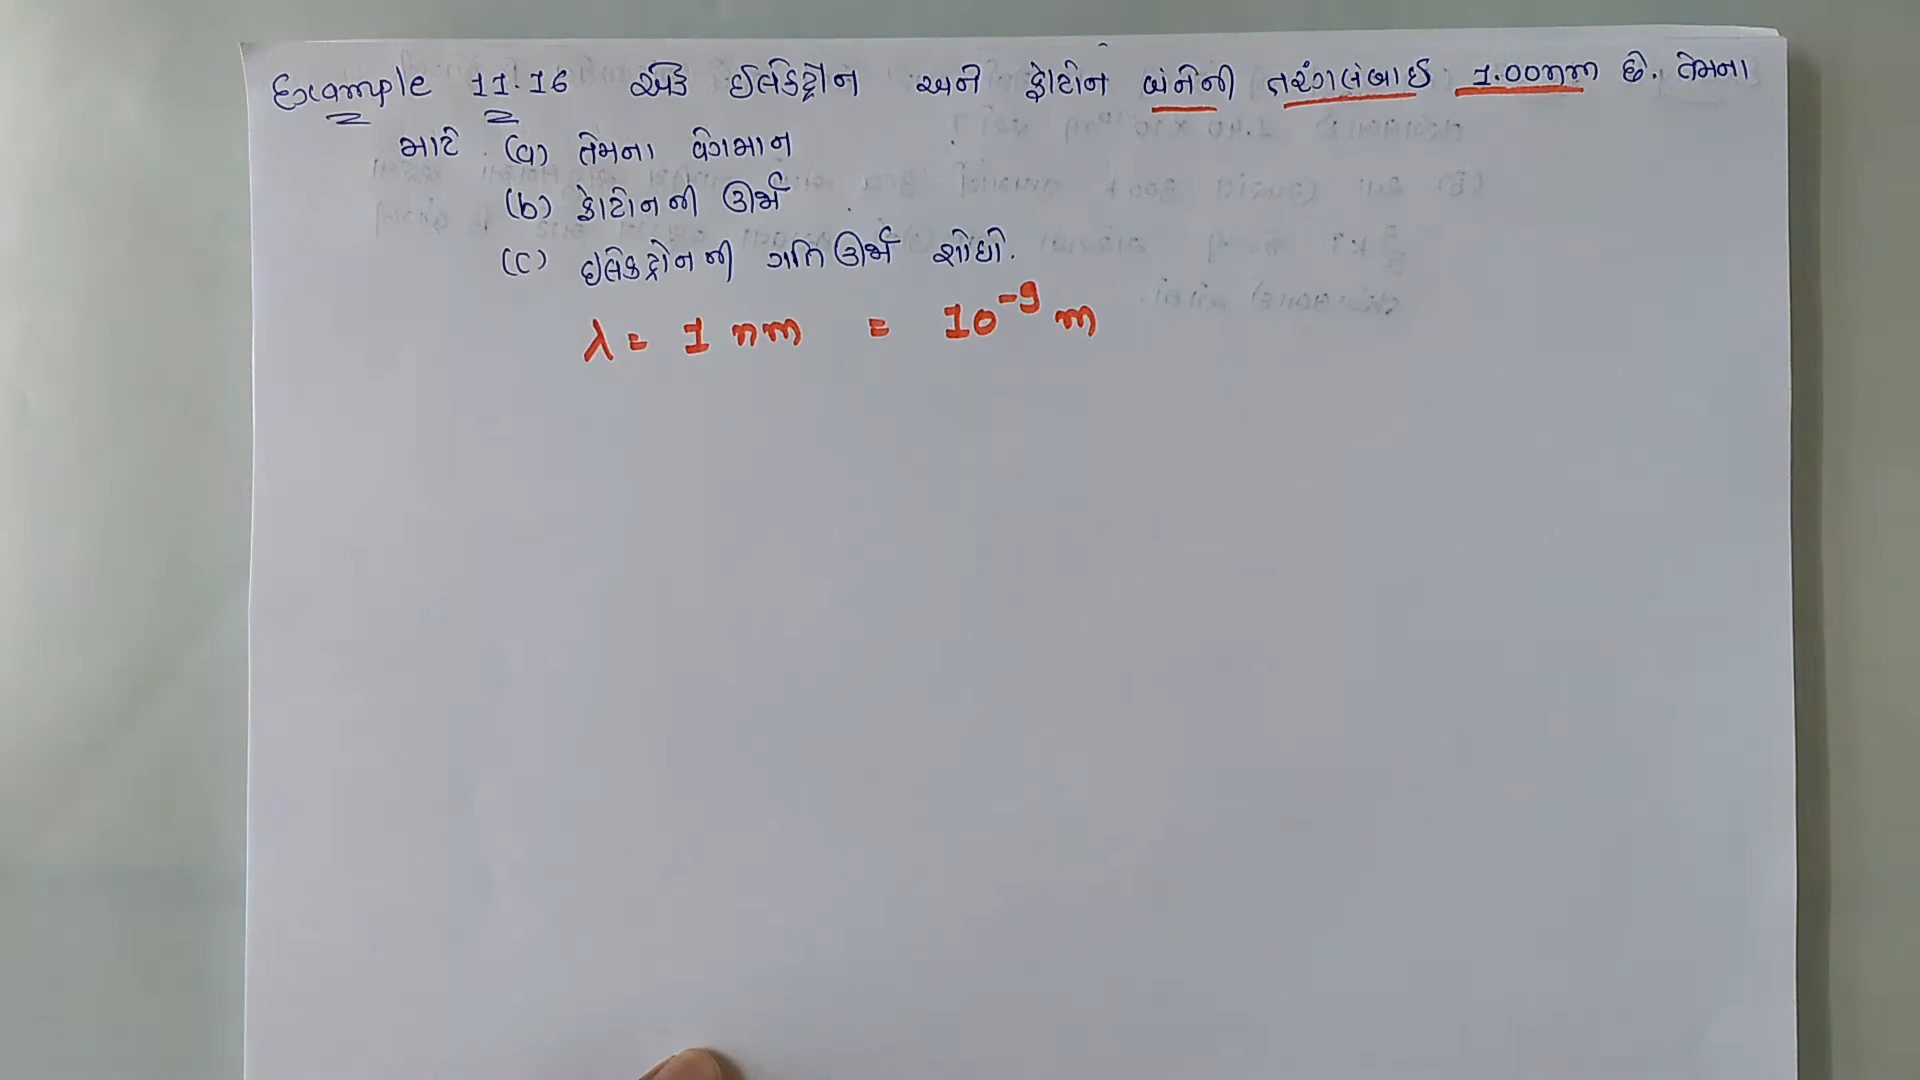 Example 11.16 એક ઇલેક્ટ્રોન અને ફોટોન બંનેની તરંગલંબાઇ 1.00nm છે. તેમના
માટે (a) તેમના વેગમાન
(b) ફોટોનની ઊર્જા
(c) ઇલેક્ટ્રોનની ગતિઊર્જા શોધો.
λ = 1 nm = 10⁻⁹ m